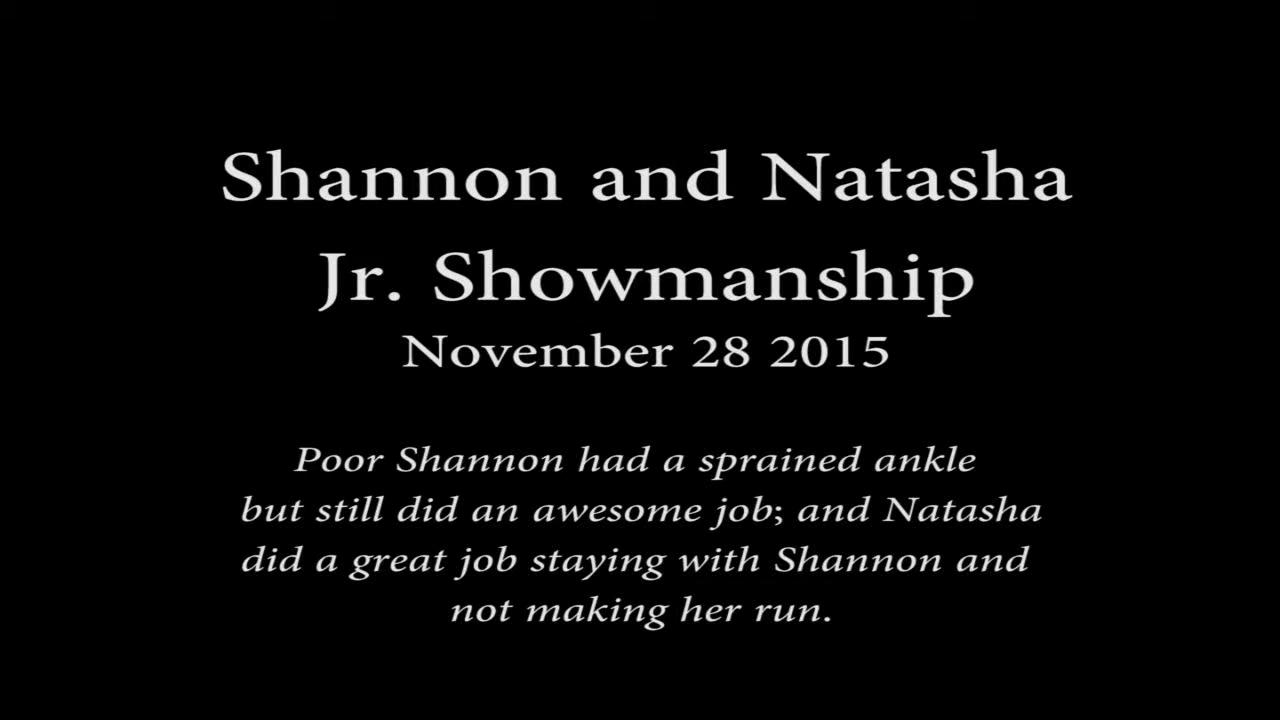 Shannon and Natasha
Jr. Showmanship
November 28 2015
Poor Shannon had a sprained ankle
but still did an awesome job; and Natasha
did a great job staying with Shannon and
not making her run.